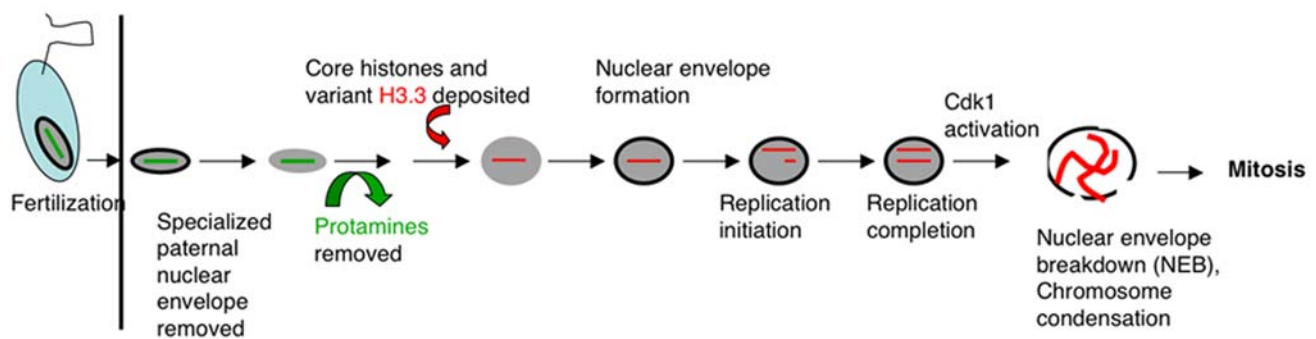 Fertilization
Specialized
paternal
nuclear
envelope
removed
Core histones and
variant H3.3 deposited
Protamines
removed
Nuclear envelope
formation
Replication
initiation
Replication
completion
Cdk1
activation
Nuclear envelope
breakdown (NEB),
Chromosome
condensation
Mitosis